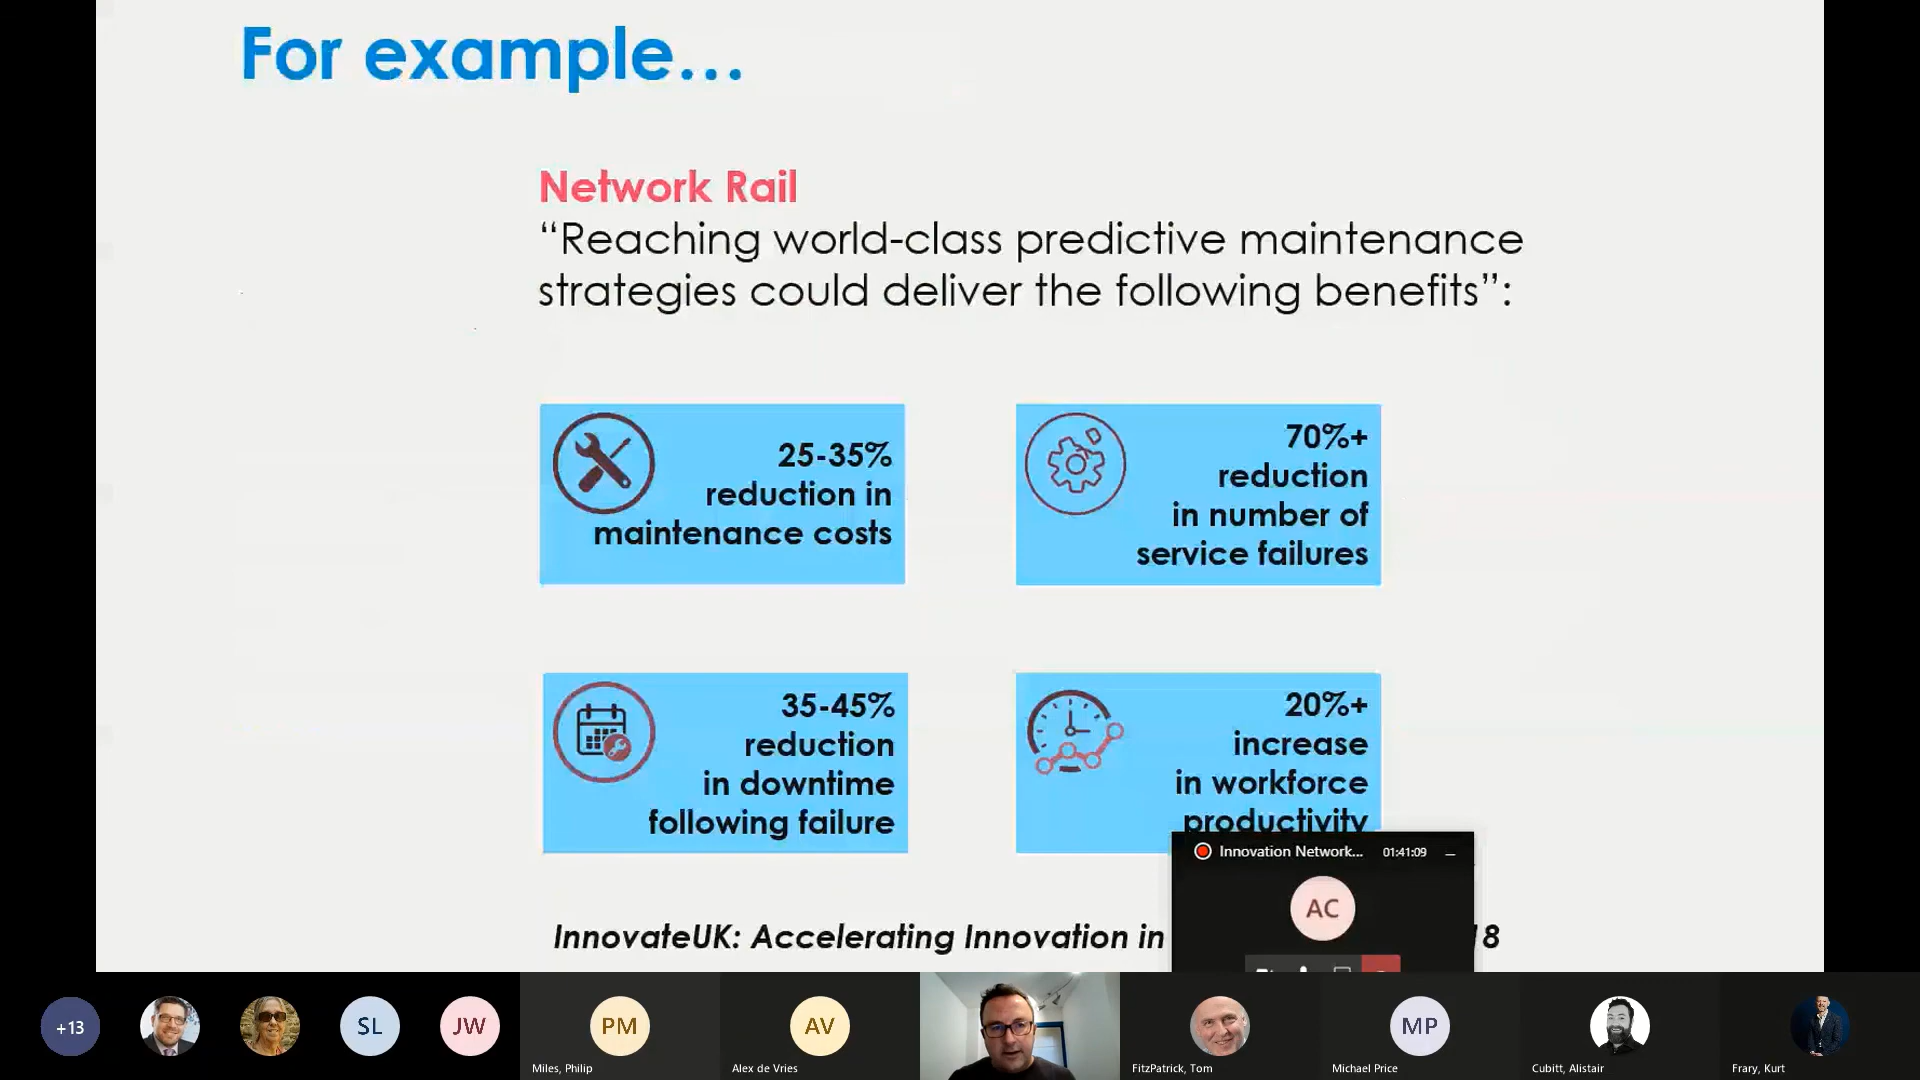 For example...
Network Rail
“Reaching world-class predictive maintenance
strategies could deliver the following benefits”:
25-35%
reduction in
maintenance costs
70%+
reduction
in number of
service failures
35-45%
reduction
in downtime
following failure
20%+
increase
in workforce
productivity
Innovation Network... 01:41:09
AC
InnovateUK: Accelerating Innovation in 18
+13
SL
JW
PM
AV
MP
Miles, Philip
Alex de Vries
FitzPatrick, Tom
Michael Price
Cubitt, Alistair
Frary, Kurt